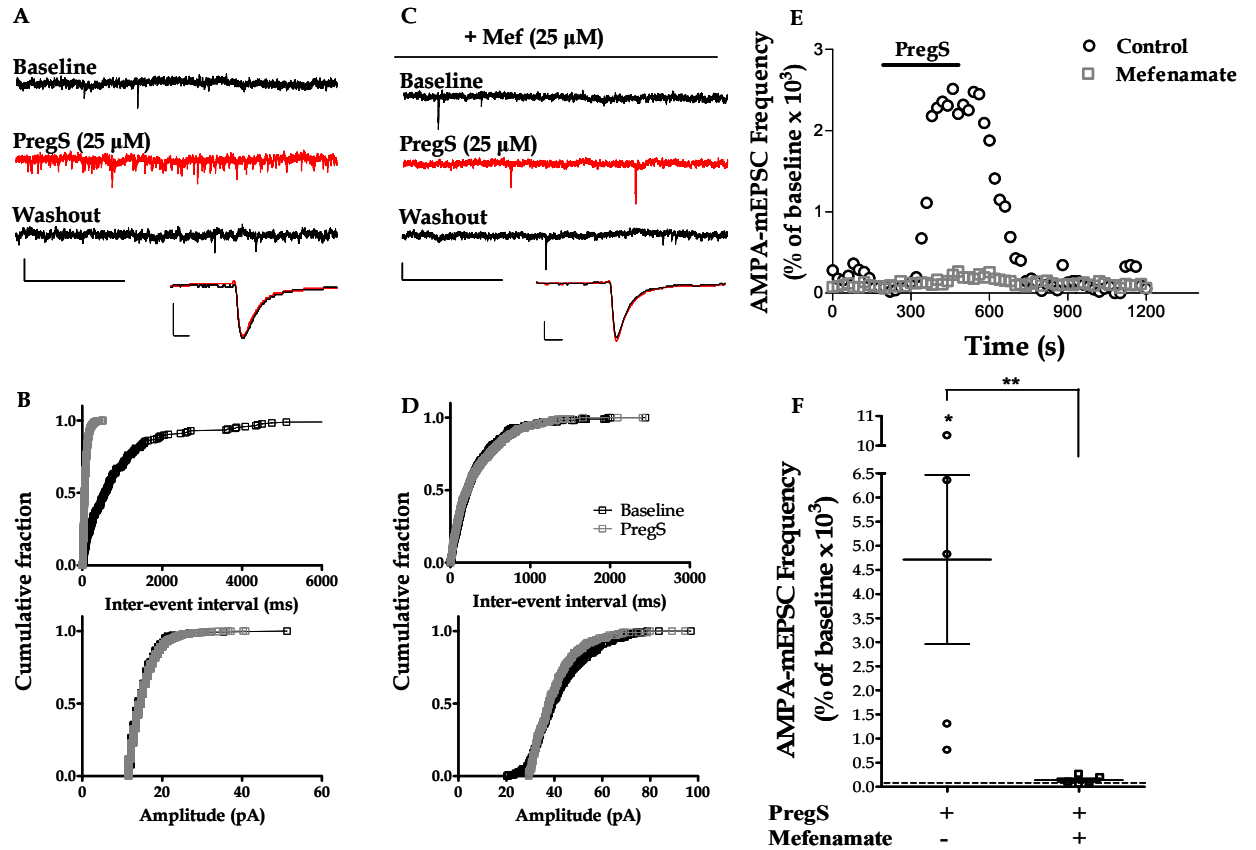 A
Baseline
PregS (25 µM)
Washout
C
+ Mef (25 µM)
Baseline
PregS (25 µM)
Washout
E
AMPA-mEPSC Frequency
(% of baseline x 10³)
3
2
1
0
PregS
Control
Mefenamate
0 300 600 900 1200
Time (s)
B
Cumulative fraction
1.0
0.5
0.0
0 2000 4000 6000
Inter-event interval (ms)
1.0
0.5
0.0
0 20 40 60
Amplitude (pA)
D
Cumulative fraction
1.0
0.5
0.0
Baseline
PregS
0 1000 2000 3000
Inter-event interval (ms)
1.0
0.5
0.0
0 20 40 60 80 100
Amplitude (pA)
F
AMPA-mEPSC Frequency
(% of baseline x 10³)
**
*
11
10
6.5
6.0
5.5
5.0
4.5
4.0
3.5
3.0
2.5
2.0
1.5
1.0
0.5
0.0
PregS + +
Mefenamate - +